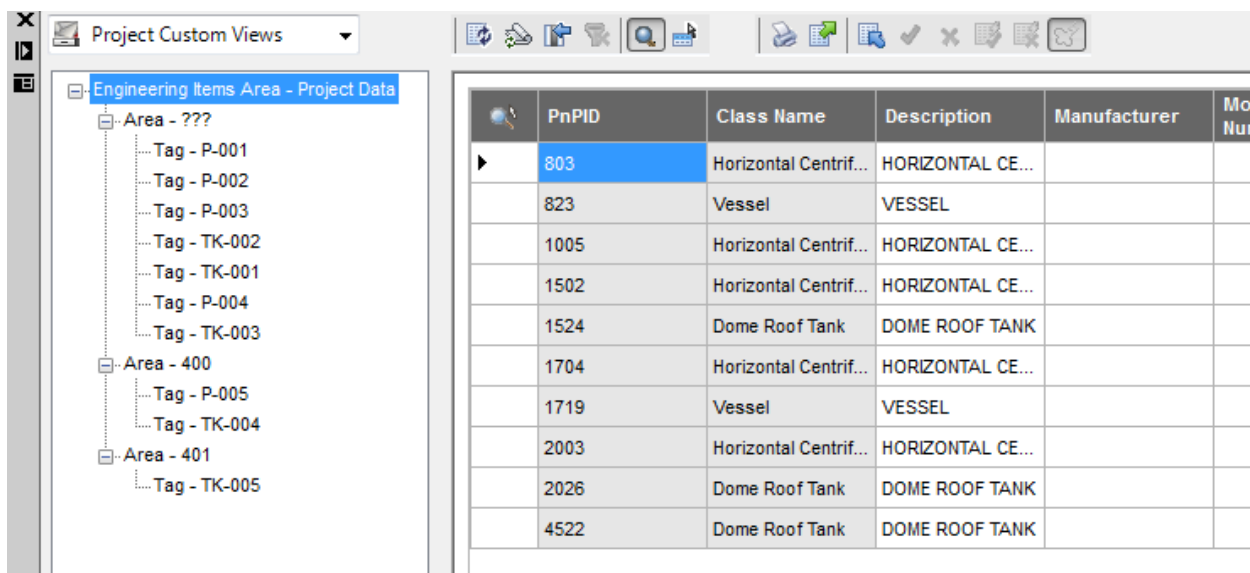 Project Custom Views
Engineering Items Area - Project Data
Area - ???
Tag - P-001
Tag - P-002
Tag - P-003
Tag - TK-002
Tag - TK-001
Tag - P-004
Tag - TK-003
Area - 400
Tag - P-005
Tag - TK-004
Area - 401
Tag - TK-005
PnPID Class Name Description Manufacturer
803 Horizontal Centrif... HORIZONTAL CE...
823 Vessel VESSEL
1005 Horizontal Centrif... HORIZONTAL CE...
1502 Horizontal Centrif... HORIZONTAL CE...
1524 Dome Roof Tank DOME ROOF TANK
1704 Horizontal Centrif... HORIZONTAL CE...
1719 Vessel VESSEL
2003 Horizontal Centrif... HORIZONTAL CE...
2026 Dome Roof Tank DOME ROOF TANK
4522 Dome Roof Tank DOME ROOF TANK